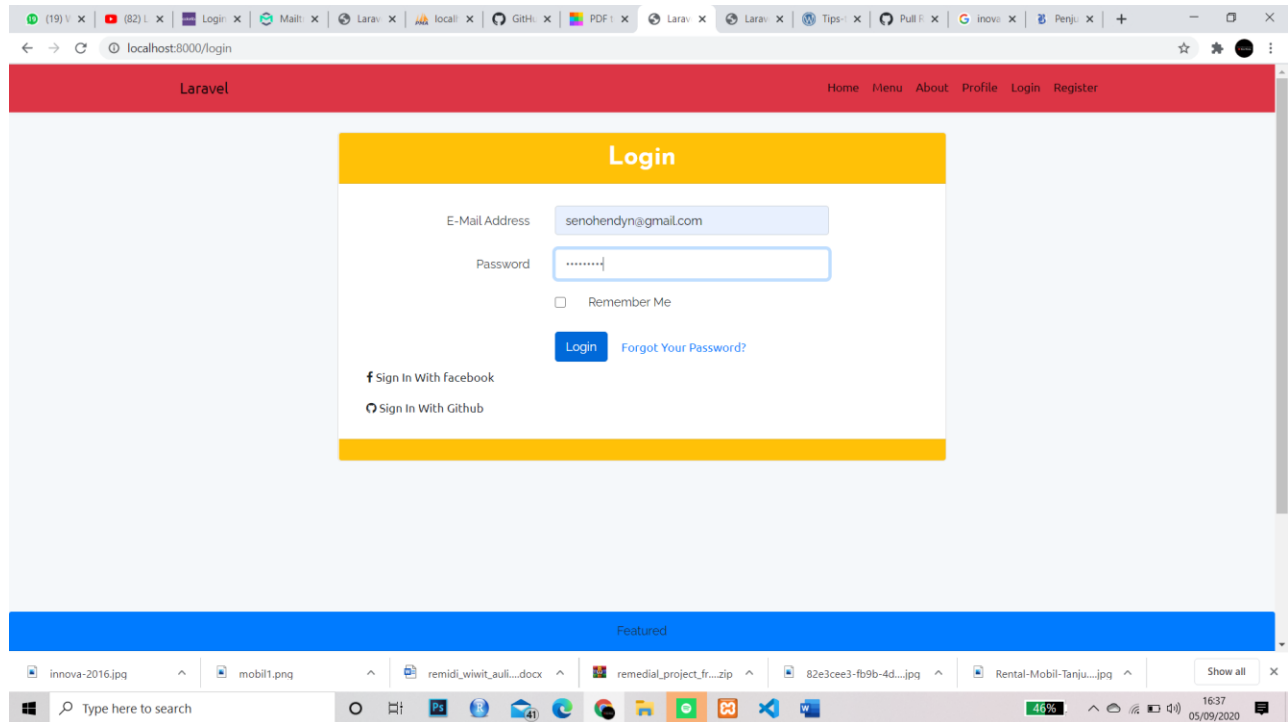 (19) V
(82) L
Login
Mailt
Larav
localh
GitHu
PDF t
Larav
Larav
Tips-t
Pull R
inova
Penju
localhost:8000/login
Laravel
Home Menu About Profile Login Register
Login
E-Mail Address senohendyn@gmail.com
Password
Remember Me
Login Forgot Your Password?
Sign In With facebook
Sign In With Github
Featured
innova-2016.jpg
mobil1.png
remidi_wiwit_auli....docx
remedial_project_fr....zip
82e3cee3-fb9b-4d....jpg
Rental-Mobil-Tanju....jpg
Show all
Type here to search
Ps
41
46%
16:37
05/09/2020